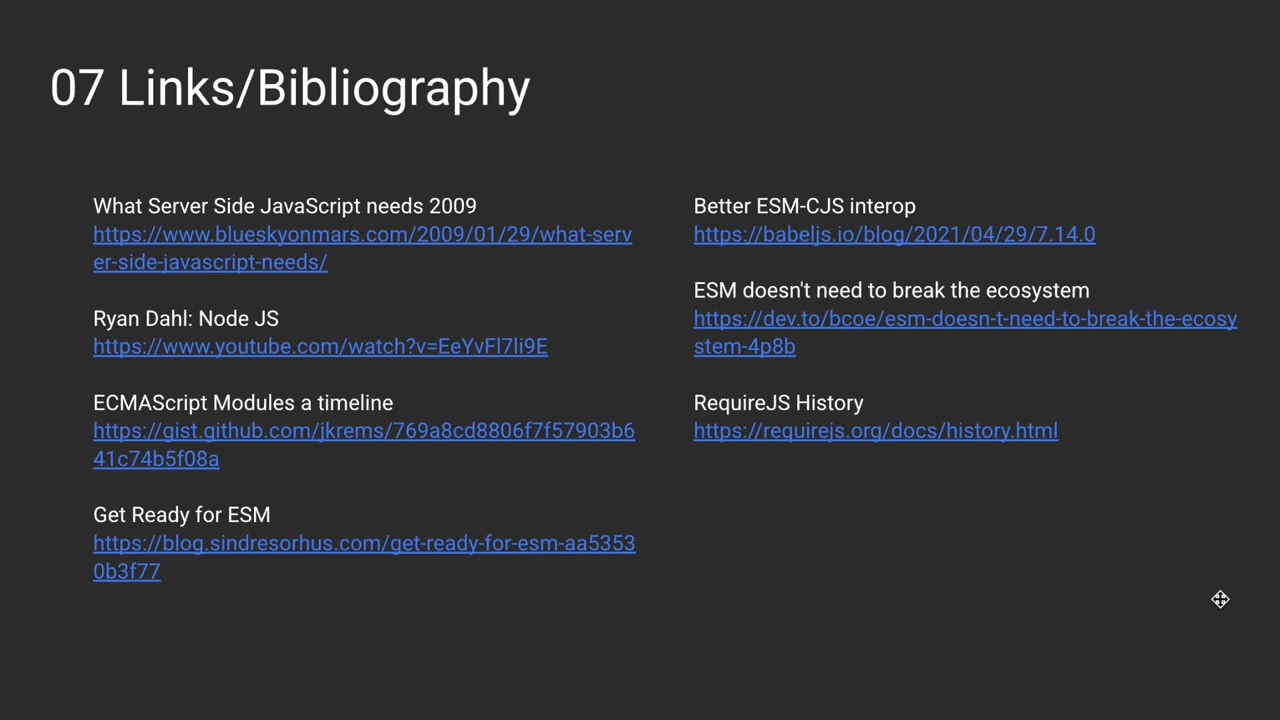 07 Links/Bibliography
What Server Side JavaScript needs 2009
https://www.blueskyonmars.com/2009/01/29/what-serv
er-side-javascript-needs/
Ryan Dahl: Node JS
https://www.youtube.com/watch?v=EeYvFl7li9E
ECMAScript Modules a timeline
https://gist.github.com/jkrems/769a8cd8806f7f57903b6
41c74b5f08a
Get Ready for ESM
https://blog.sindresorhus.com/get-ready-for-esm-aa5353
0b3f77
Better ESM-CJS interop
https://babeljs.io/blog/2021/04/29/7.14.0
ESM doesn't need to break the ecosystem
https://dev.to/bcoe/esm-doesn-t-need-to-break-the-ecosy
stem-4p8b
RequireJS History
https://requirejs.org/docs/history.html